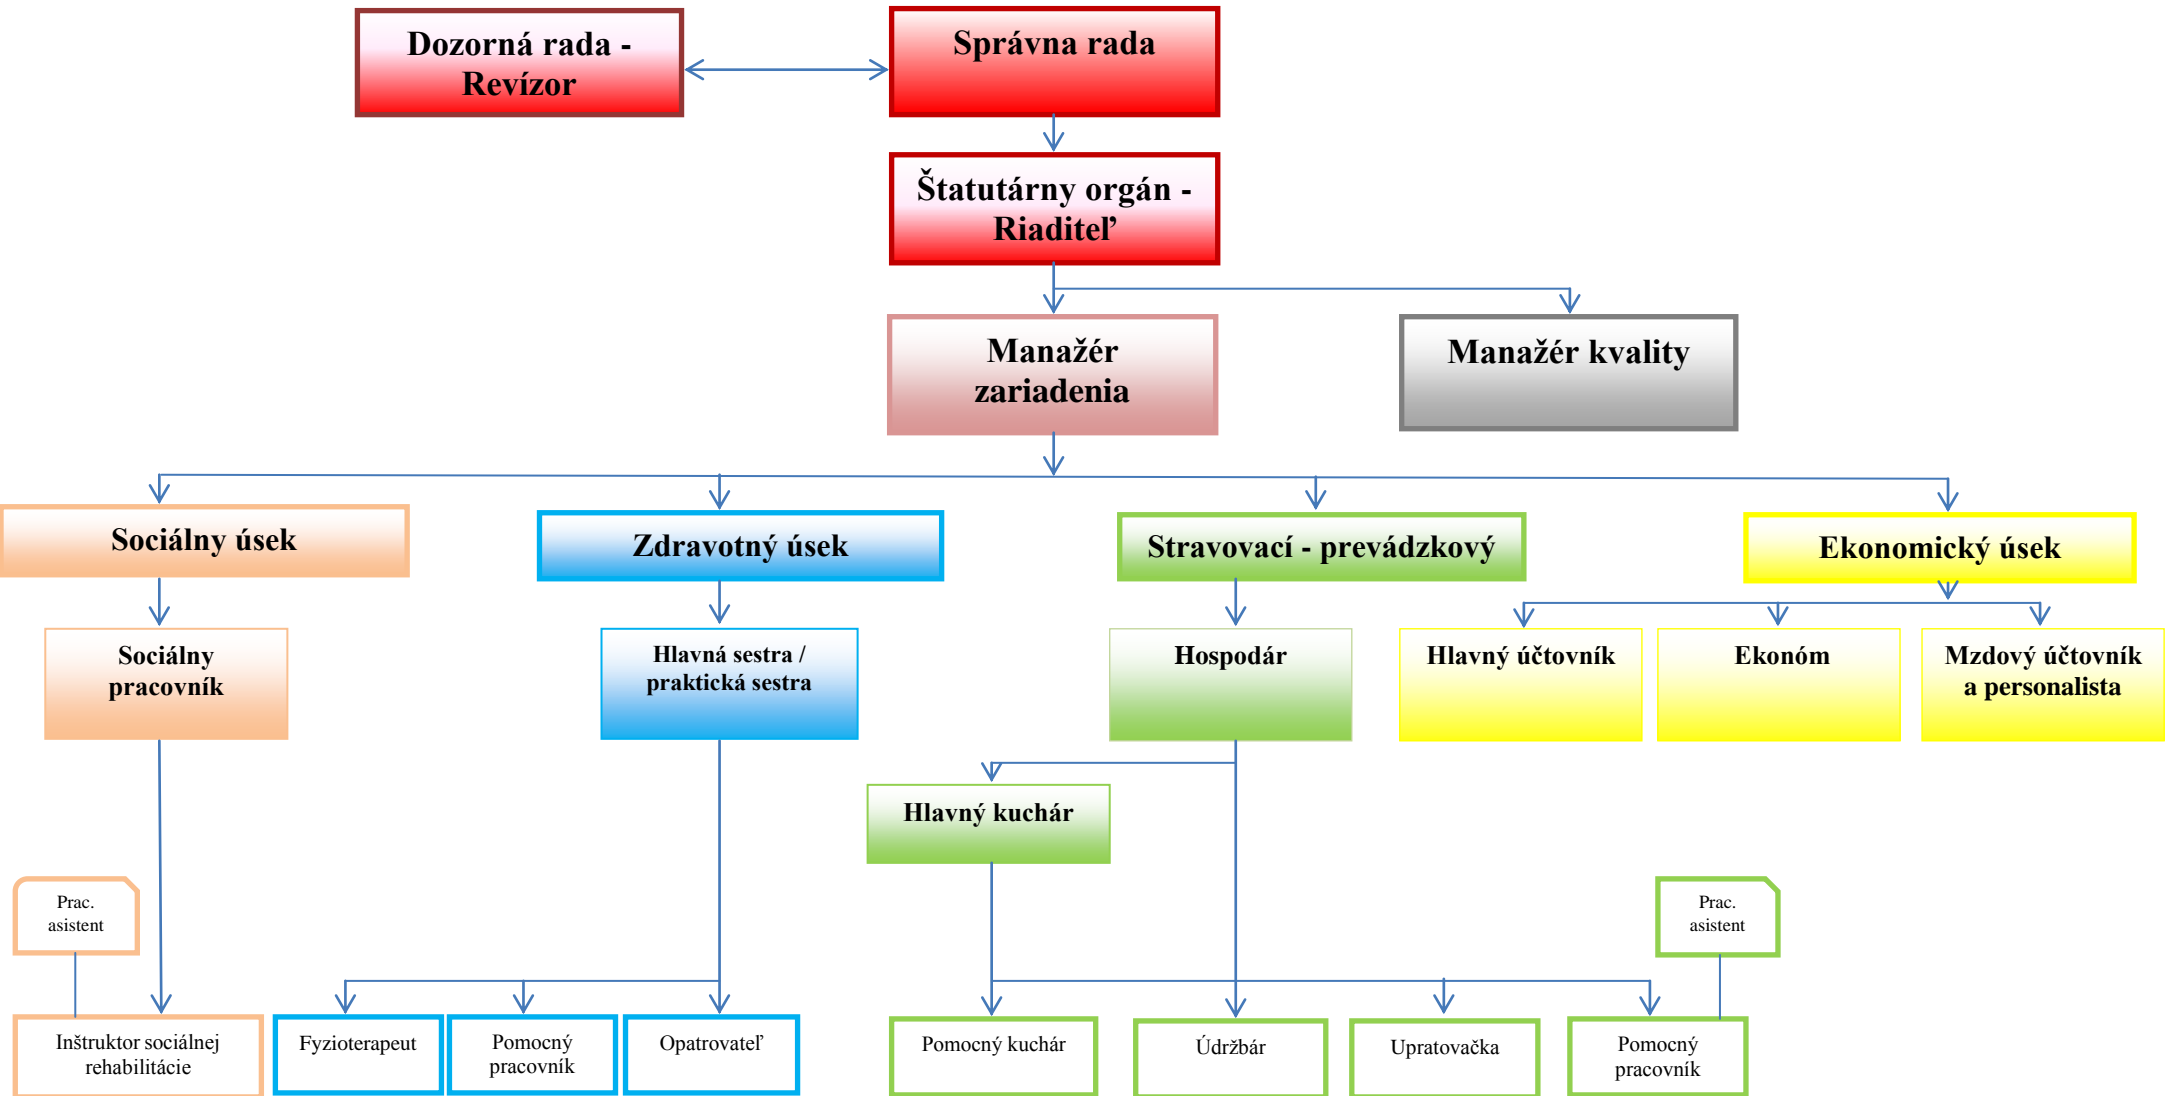 Dozorná rada -
Revízor
Správna rada
Štatutárny orgán -
Riaditeľ
Manažér
zariadenia
Manažér kvality
Sociálny úsek
Zdravotný úsek
Stravovací - prevádzkový
Ekonomický úsek
Sociálny
pracovník
Hlavná sestra /
praktická sestra
Hospodár
Hlavný účtovník
Ekonóm
Mzdový účtovník
a personalista
Hlavný kuchár
Prac.
asistent
Prac.
asistent
Inštruktor sociálnej
rehabilitácie
Fyzioterapeut
Pomocný
pracovník
Opatrovateľ
Pomocný kuchár
Údržbár
Upratovačka
Pomocný
pracovník